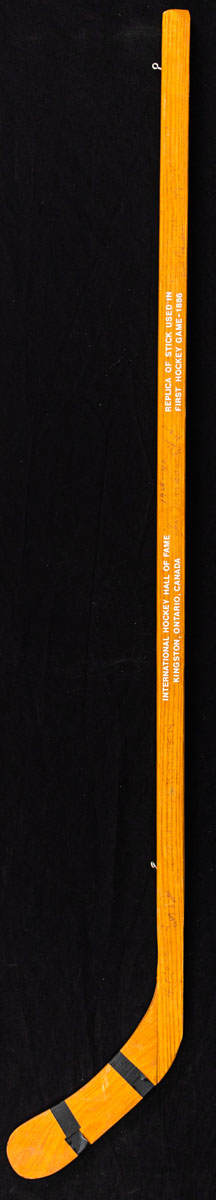 REPLICA OF STICK USED IN
FIRST HOCKEY GAME-1886
INTERNATIONAL HOCKEY HALL OF FAME
KINGSTON, ONTARIO, CANADA